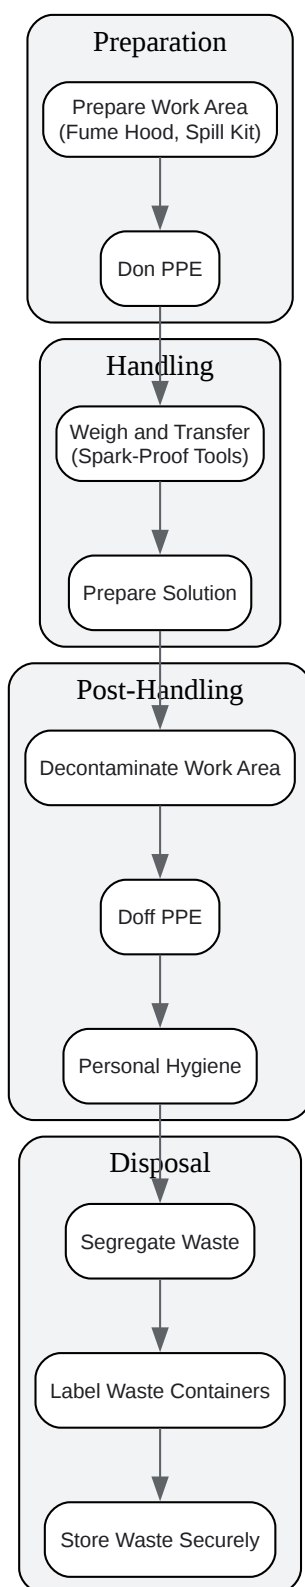 Preparation
Prepare Work Area
(Fume Hood, Spill Kit)
Don PPE
Handling
Weigh and Transfer
(Spark-Proof Tools)
Prepare Solution
Post-Handling
Decontaminate Work Area
Doff PPE
Personal Hygiene
Disposal
Segregate Waste
Label Waste Containers
Store Waste Securely